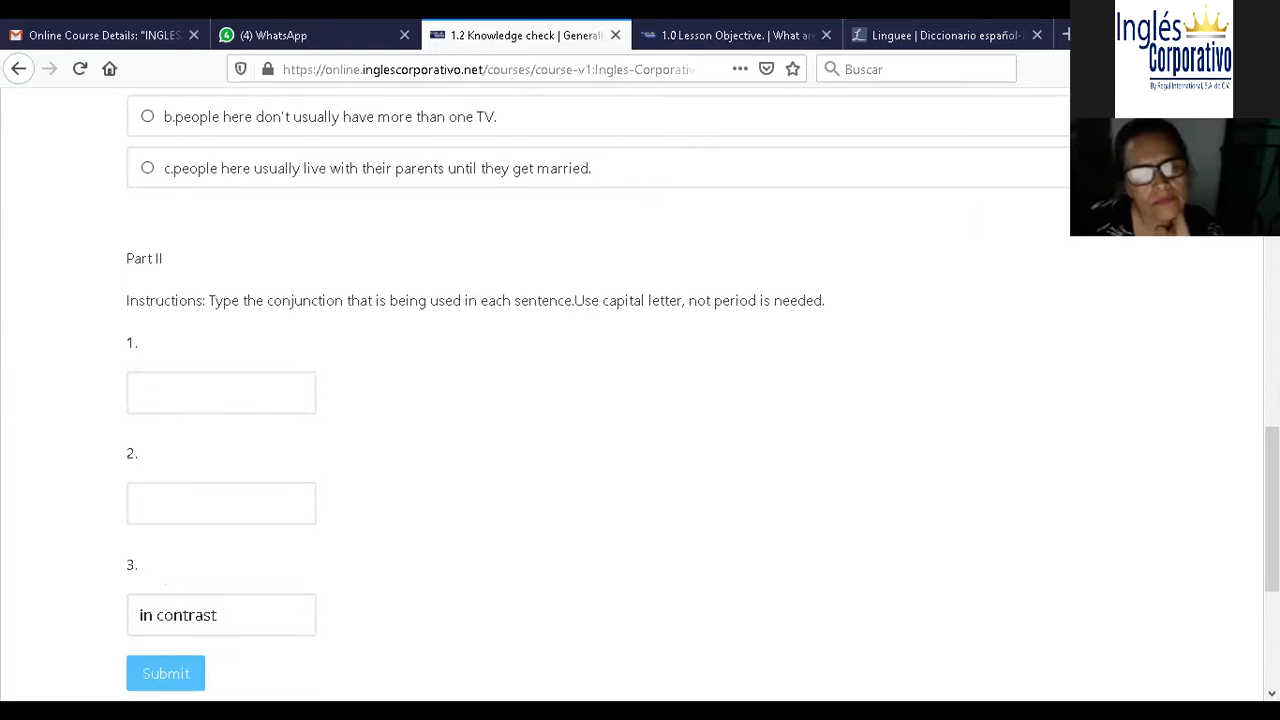 Online Course Details: "INGLES
(4) WhatsApp
1.2 Knowledge check | General
1.0 Lesson Objective. | What ar
Linguee | Diccionario español-
https://online.inglescorporativo.net/courses/course-v1:Ingles-Corporativ
Buscar
Inglés
Corporativo
By Regal International, S.A. de C.V.
b.people here don't usually have more than one TV.
c.people here usually live with their parents until they get married.
Part II
Instructions: Type the conjunction that is being used in each sentence.Use capital letter, not period is needed.
1.
2.
3.
in contrast
Submit